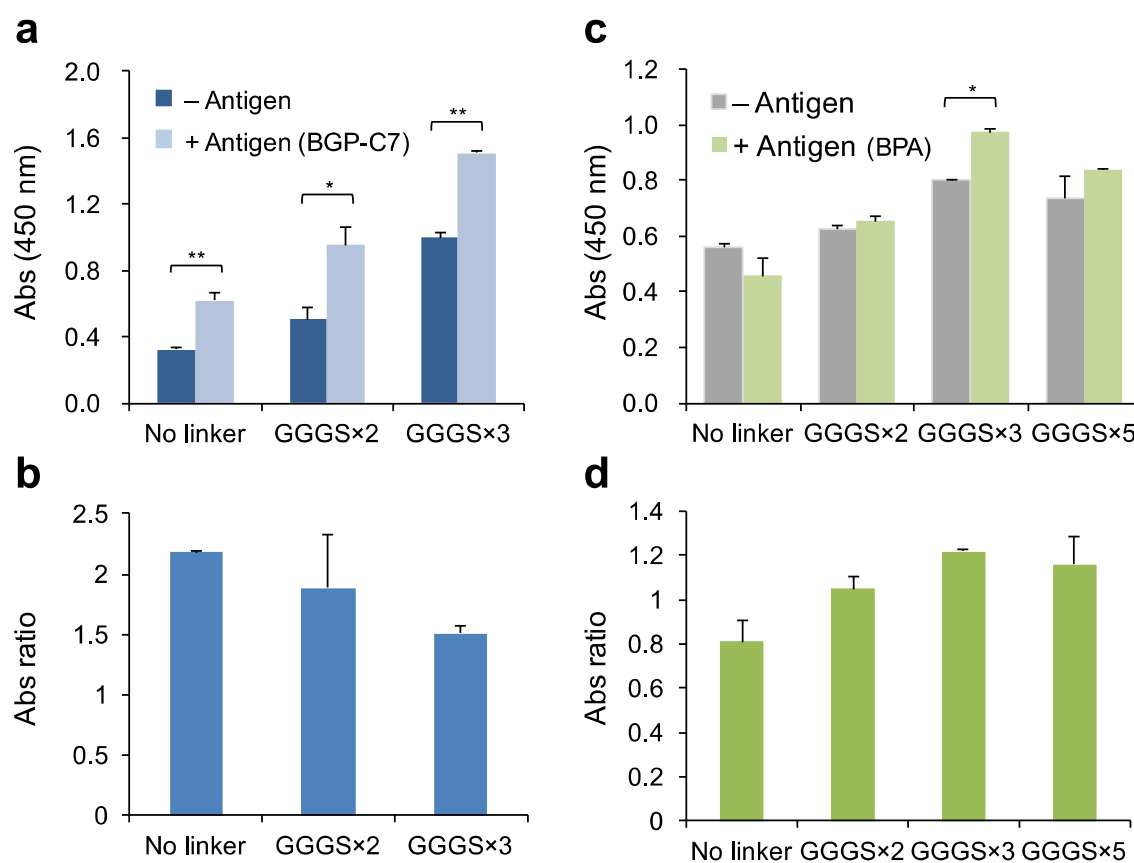 a
2.0
1.6
1.2
0.8
0.4
0.0
Abs (450 nm)
– Antigen
+ Antigen (BGP-C7)
**
*
**
No linker GGGS×2 GGGS×3
c
1.2
1.0
0.8
0.6
0.4
0.2
0.0
Abs (450 nm)
– Antigen
+ Antigen (BPA)
*
No linker GGGS×2 GGGS×3 GGGS×5
b
2.5
2
1.5
1
0.5
0
Abs ratio
No linker GGGS×2 GGGS×3
d
1.4
1.2
1
0.8
0.6
0.4
0.2
0
Abs ratio
No linker GGGS×2 GGGS×3 GGGS×5